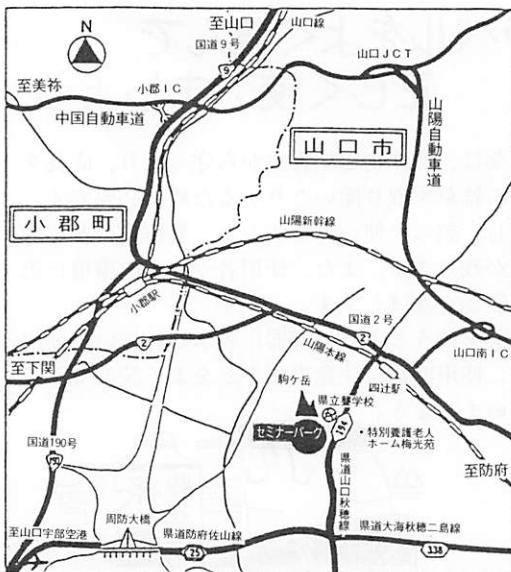 N
至山口
山口線
国道9号
9
山口JCT
至美祢
小郡IC
中国自動車道
山口市
山陽自動車道
小郡町
山陽新幹線
小郡駅
国道2号
2
2
山陽本線
山口南IC
至下関
駒ケ岳
四辻駅
県立聾学校
194
セミナーパーク
・特別養護老人
ホーム梅光苑
国道190号
190
至防府
県道山口秋穂線
周防大橋
至山口宇部空港
県道防府佐山線
25
県道大海秋穂二島線
338